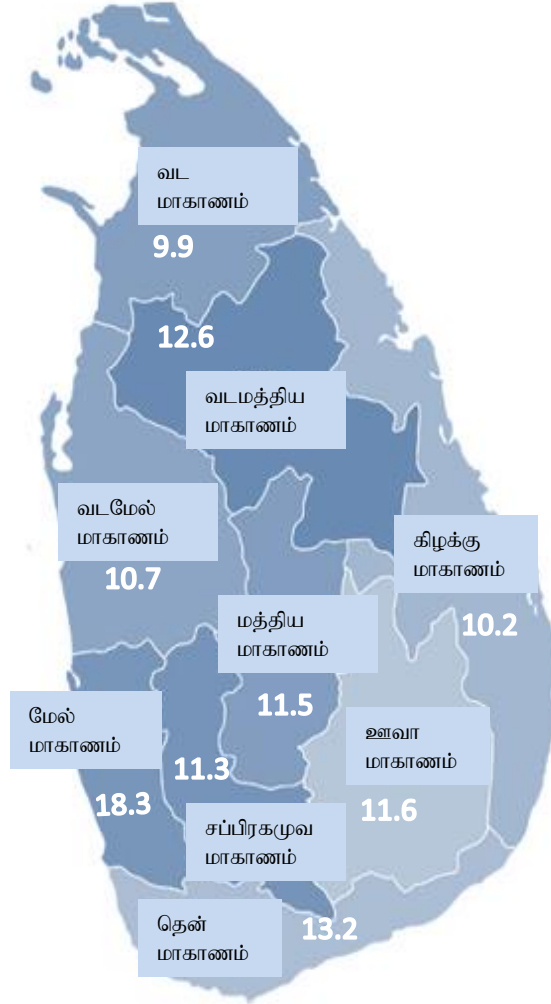 வட
மாகாணம்
9.9
12.6
வடமத்திய
மாகாணம்
வடமேல்
மாகாணம்
10.7
கிழக்கு
மாகாணம்
10.2
மத்திய
மாகாணம்
11.5
மேல்
மாகாணம்
18.3
11.3
ஊவா
மாகாணம்
11.6
சப்பிரகமுவ
மாகாணம்
தென்
மாகாணம்
13.2